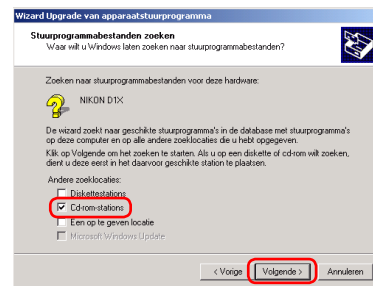 Wizard Upgrade van apparaatstuurprogramma
Stuurprogrammabestanden zoeken
Waar wilt u Windows laten zoeken naar stuurprogrammabestanden?
Zoeken naar stuurprogrammabestanden voor deze hardware:
NIKON D1X
De wizard zoekt naar geschikte stuurprogramma's in de database met stuurprogramma's
op deze computer en op alle andere zoeklocaties die u hebt opgegeven.
Klik op Volgende om het zoeken te starten. Als u op een diskette of cd-rom wilt zoeken,
dient u deze eerst in het daarvoor geschikte station te plaatsen.
Andere zoeklocaties:
Diskettestations
Cd-rom-stations
Een op te geven locatie
Microsoft Windows Update
< Vorige Volgende > Annuleren